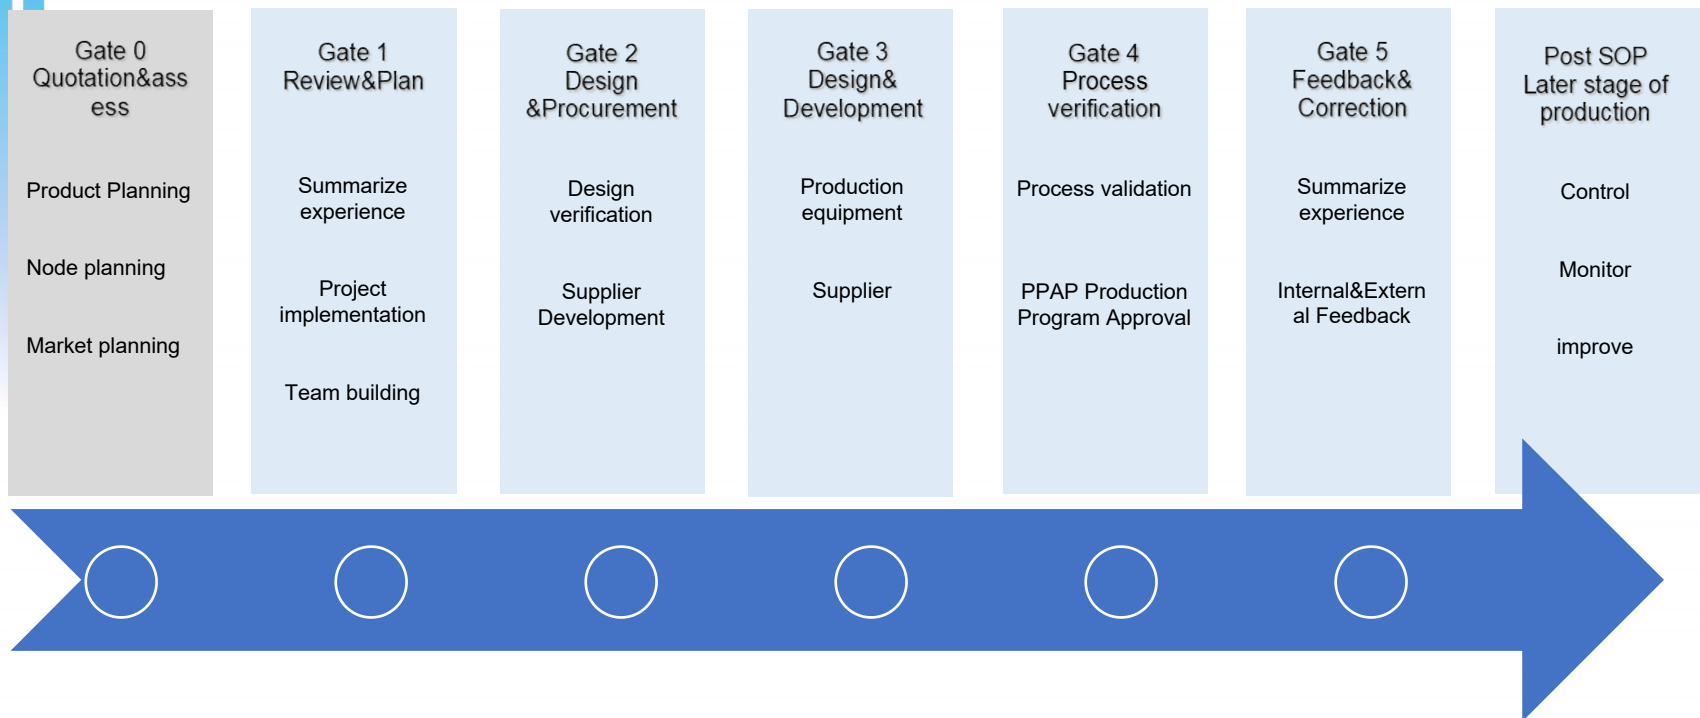 Gate 0
Quotation&ass
ess
Product Planning
Node planning
Market planning
Gate 1
Review&Plan
Summarize
experience
Project
implementation
Team building
Gate 2
Design
&Procurement
Design
verification
Supplier
Development
Gate 3
Design&
Development
Production
equipment
Supplier
Gate 4
Process
verification
Process validation
PPAP Production
Program Approval
Gate 5
Feedback&
Correction
Summarize
experience
Internal&Extern
al Feedback
Post SOP
Later stage of
production
Control
Monitor
improve